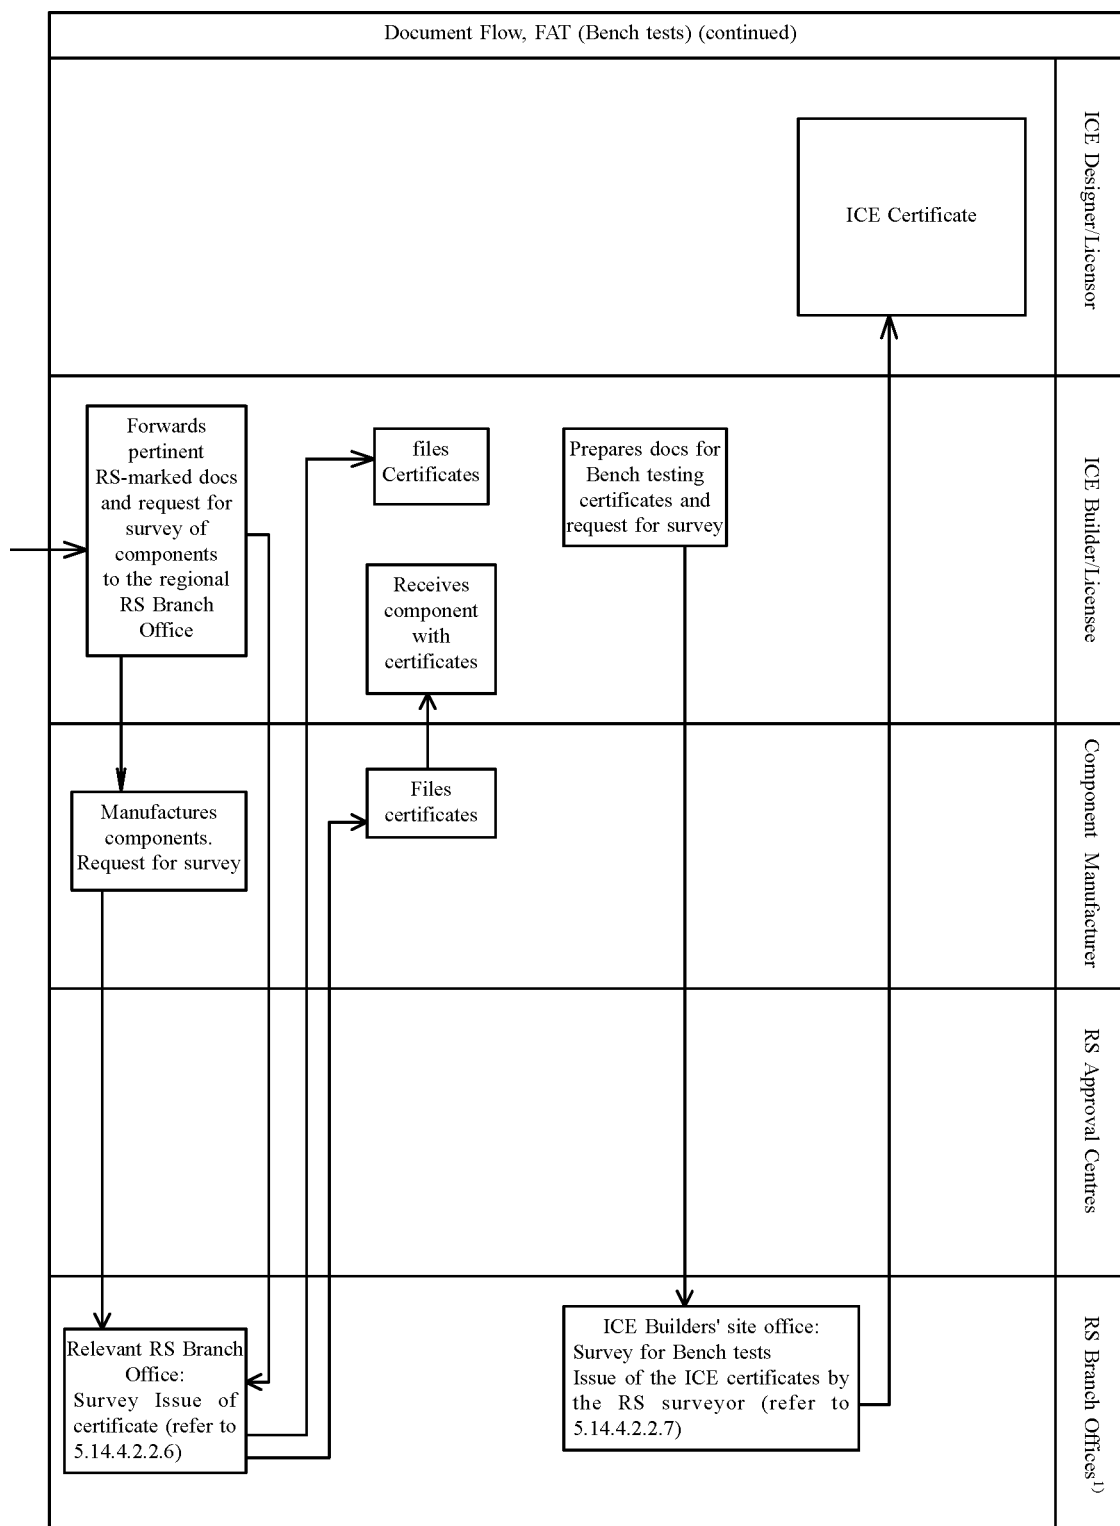 Document Flow, FAT (Bench tests) (continued)
ICE Designer/Licensor
ICE Certificate
ICE Builder/Licensee
Forwards
pertinent
RS-marked docs
and request for
survey of
components
to the regional
RS Branch
Office
files
Certificates
Prepares docs for
Bench testing
certificates and
request for survey
Receives
component
with
certificates
Component Manufacturer
Manufactures
components.
Request for survey
Files
certificates
RS Approval Centres
RS Branch Offices¹⁾
Relevant RS Branch
Office:
Survey Issue of
certificate (refer to
5.14.4.2.2.6)
ICE Builders' site office:
Survey for Bench tests
Issue of the ICE certificates by
the RS surveyor (refer to
5.14.4.2.2.7)